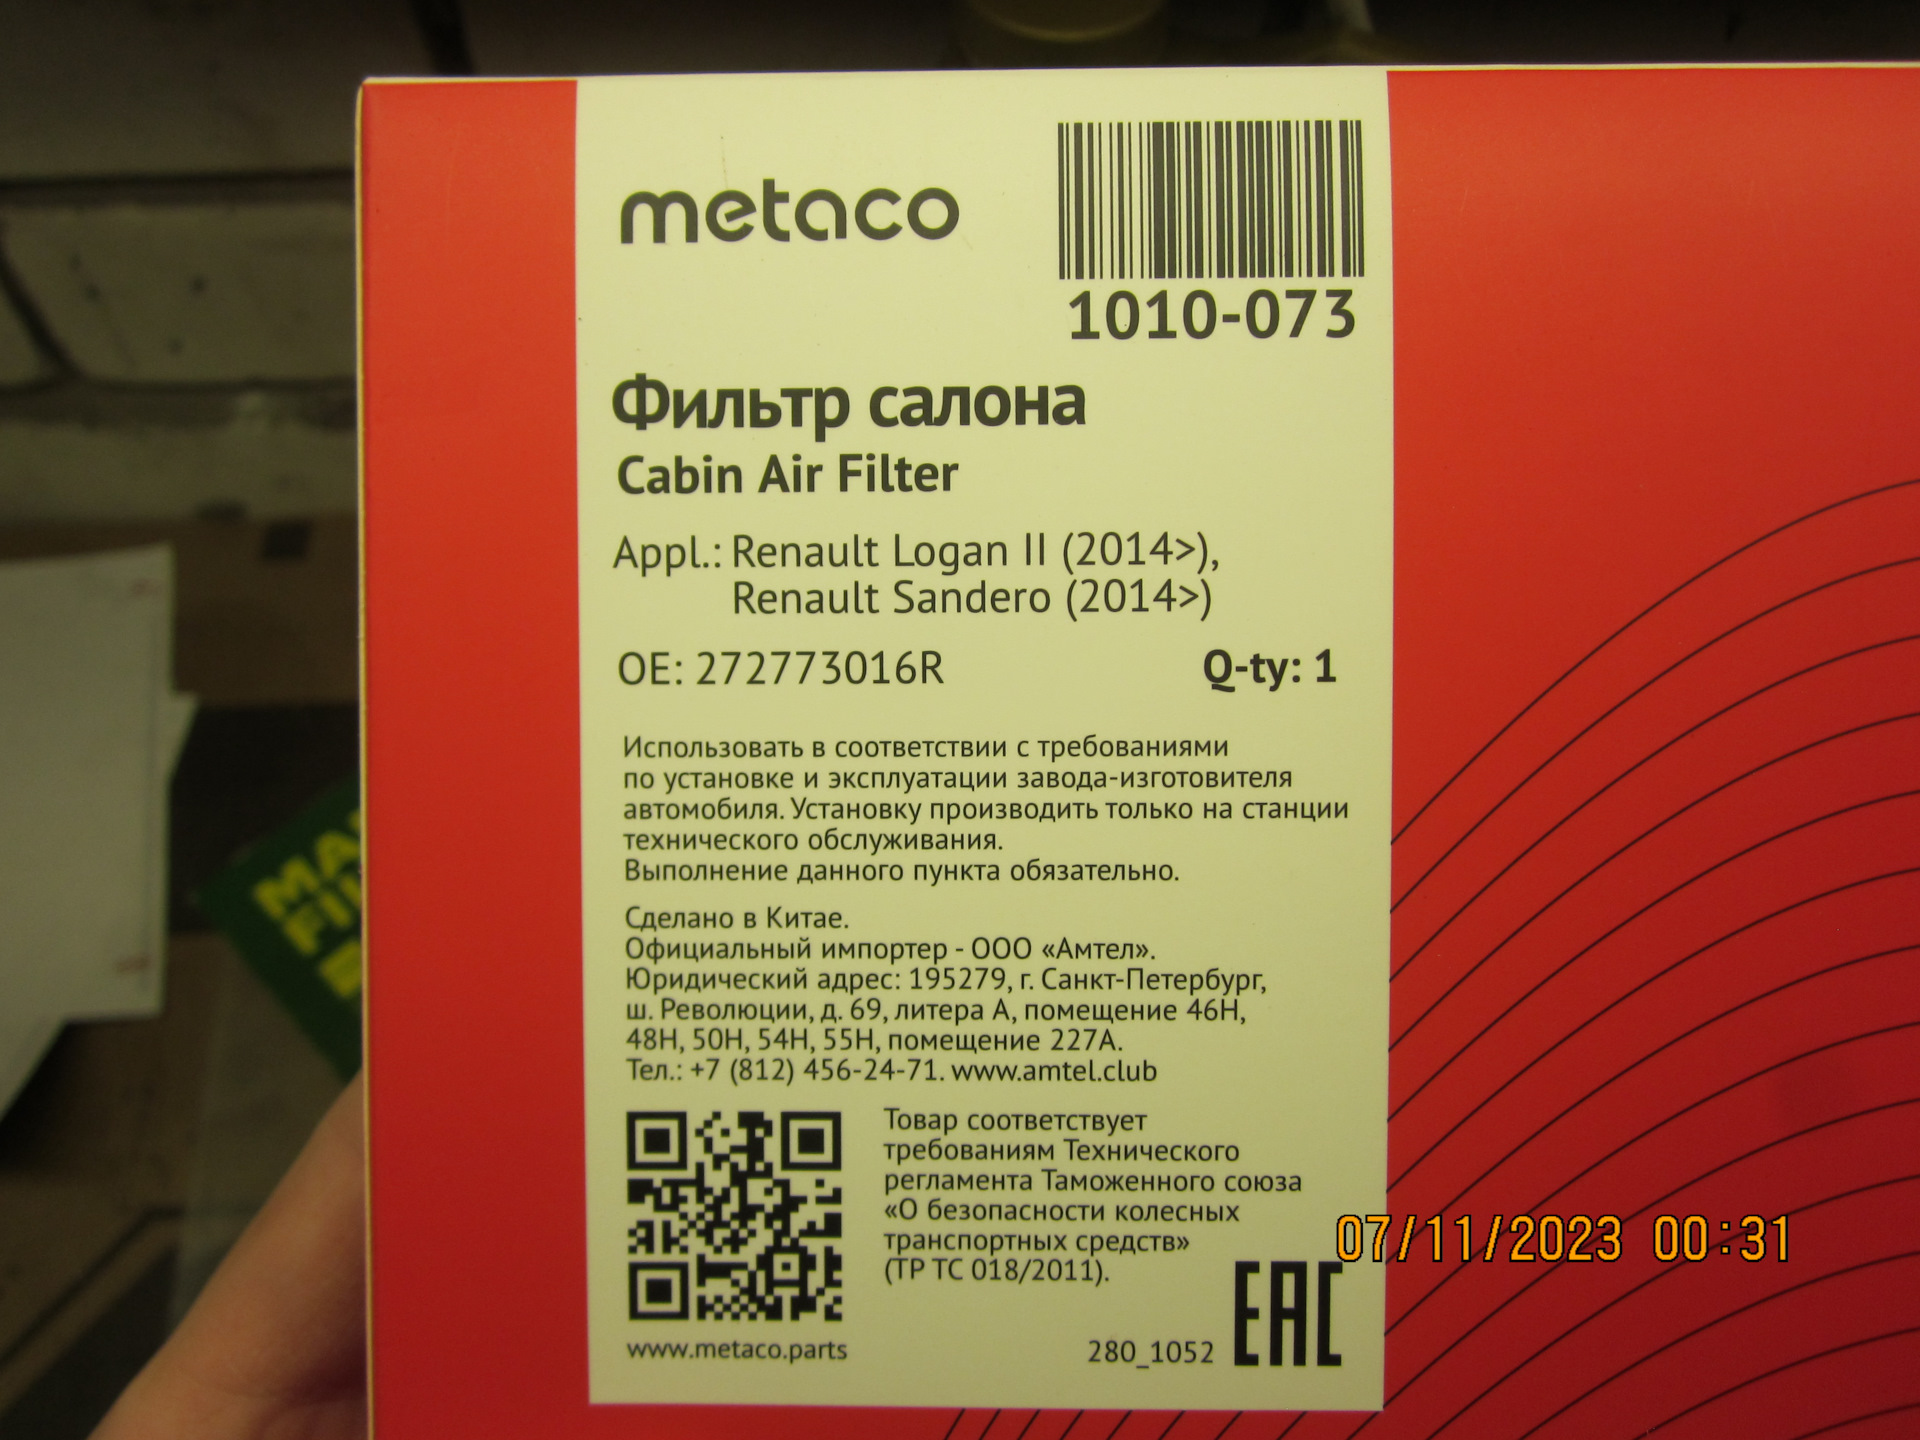 metaco
1010-073
Фильтр салона
Cabin Air Filter
Appl.: Renault Logan II (2014>),
Renault Sandero (2014>)
OE: 272773016R
Q-ty: 1
Использовать в соответствии с требованиями
по установке и эксплуатации завода-изготовителя
автомобиля. Установку производить только на станции
технического обслуживания.
Выполнение данного пункта обязательно.
Сделано в Китае.
Официальный импортер - ООО «Амтел».
Юридический адрес: 195279, г. Санкт-Петербург,
ш. Революции, д. 69, литера А, помещение 46Н,
48Н, 50Н, 54Н, 55Н, помещение 227А.
Тел.: +7 (812) 456-24-71. www.amtel.club
Товар соответствует
требованиям Технического
регламента Таможенного союза
«О безопасности колесных
транспортных средств»
(ТР ТС 018/2011).
www.metaco.parts
280_1052
EAC
07/11/2023 00:31